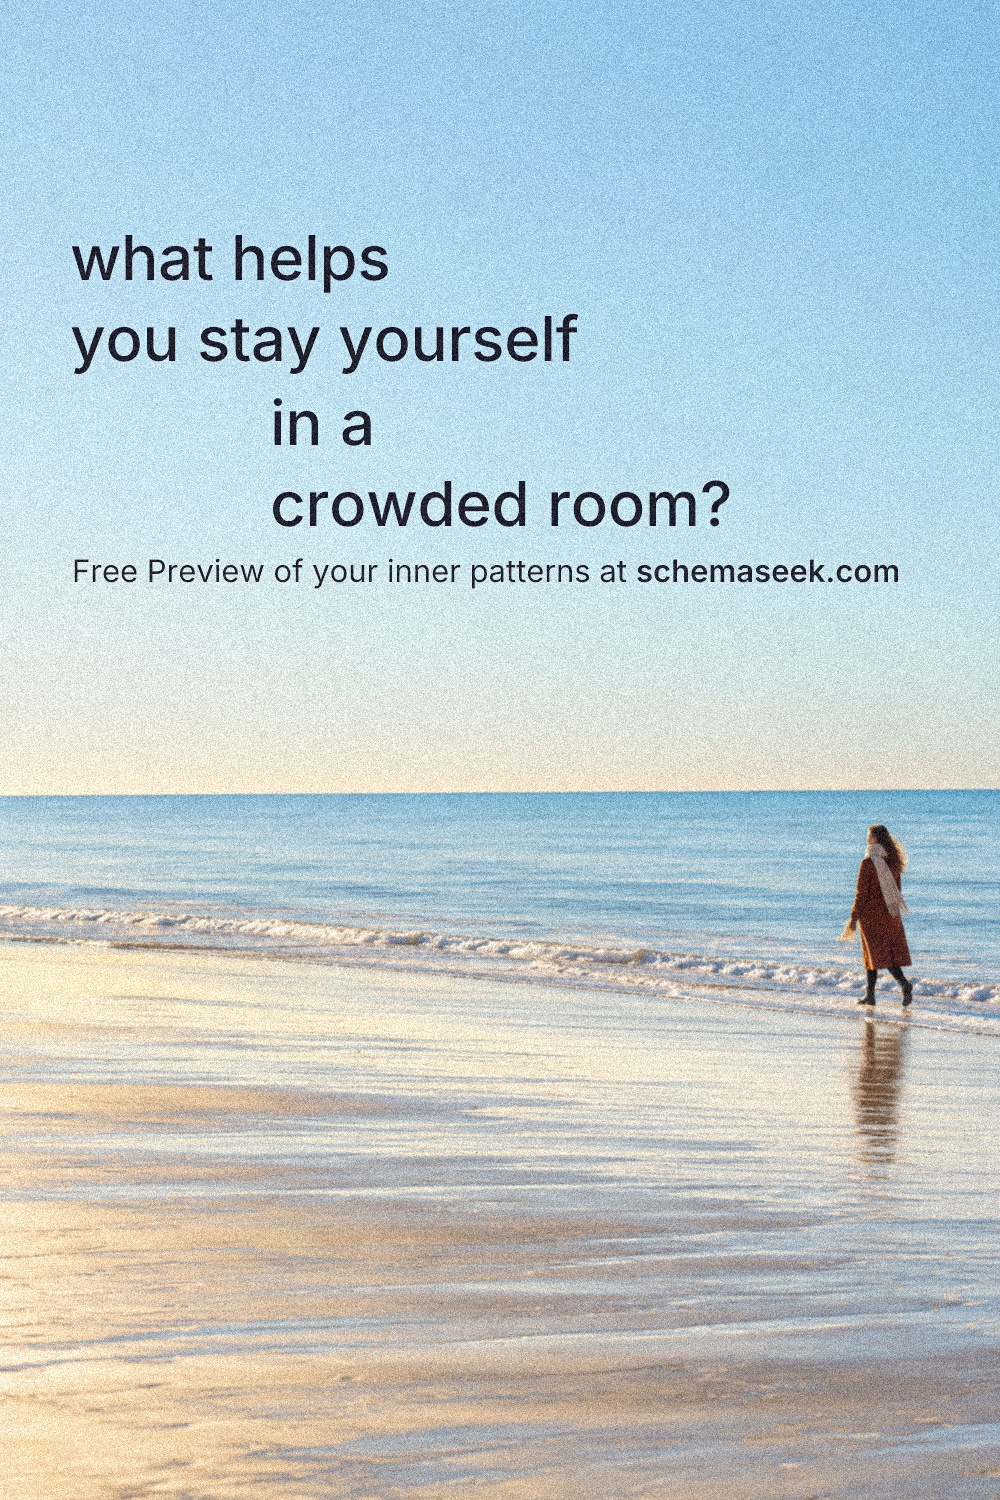 what helps
you stay yourself
in a
crowded room?
Free Preview of your inner patterns at schemaseek.com